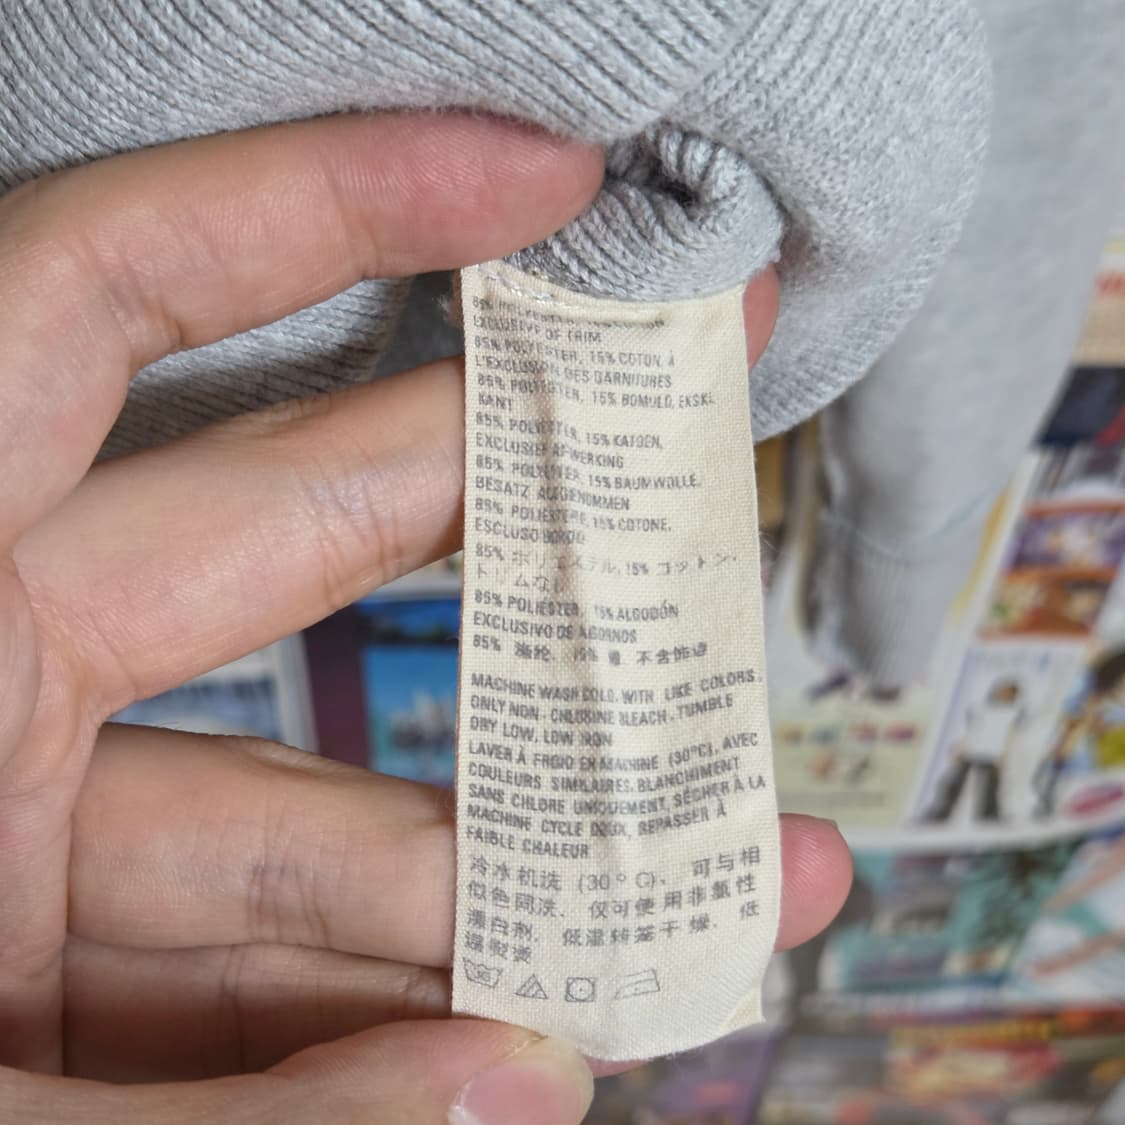 85% POLYESTER, 15% COTTON
EXCLUSIVE OF TRIM
85% POLYESTER, 15% COTON À
L'EXCLUSION DES GARNITURES
85% POLYESTER, 15% BOMULD, EKSKL.
KANT
85% POLYESTER, 15% KATOEN,
EXCLUSIEF AFWERKING
85% POLYESTER, 15% BAUMWOLLE,
BESATZ AUSGENOMMEN
85% POLIESTERE, 15% COTONE,
ESCLUSO BORDO
85% ポリエステル, 15% コットン,
トリムなし
85% POLIÉSTER, 15% ALGODÓN
EXCLUSIVO DE ADORNOS
85% 涤纶、15% 棉 不含饰边
MACHINE WASH COLD. WITH LIKE COLORS.
ONLY NON-CHLORINE BLEACH. TUMBLE
DRY LOW, LOW IRON
LAVER À FROID EN MACHINE (30°C), AVEC
COULEURS SIMILAIRES. BLANCHIMENT
SANS CHLORE UNIQUEMENT, SÉCHER À LA
MACHINE CYCLE DOUX, REPASSER À
FAIBLE CHALEUR
冷水机洗 (30°C)、可与相
似色同洗、仅可使用非氯性
漂白剂、低温转笼干燥、低
温熨烫